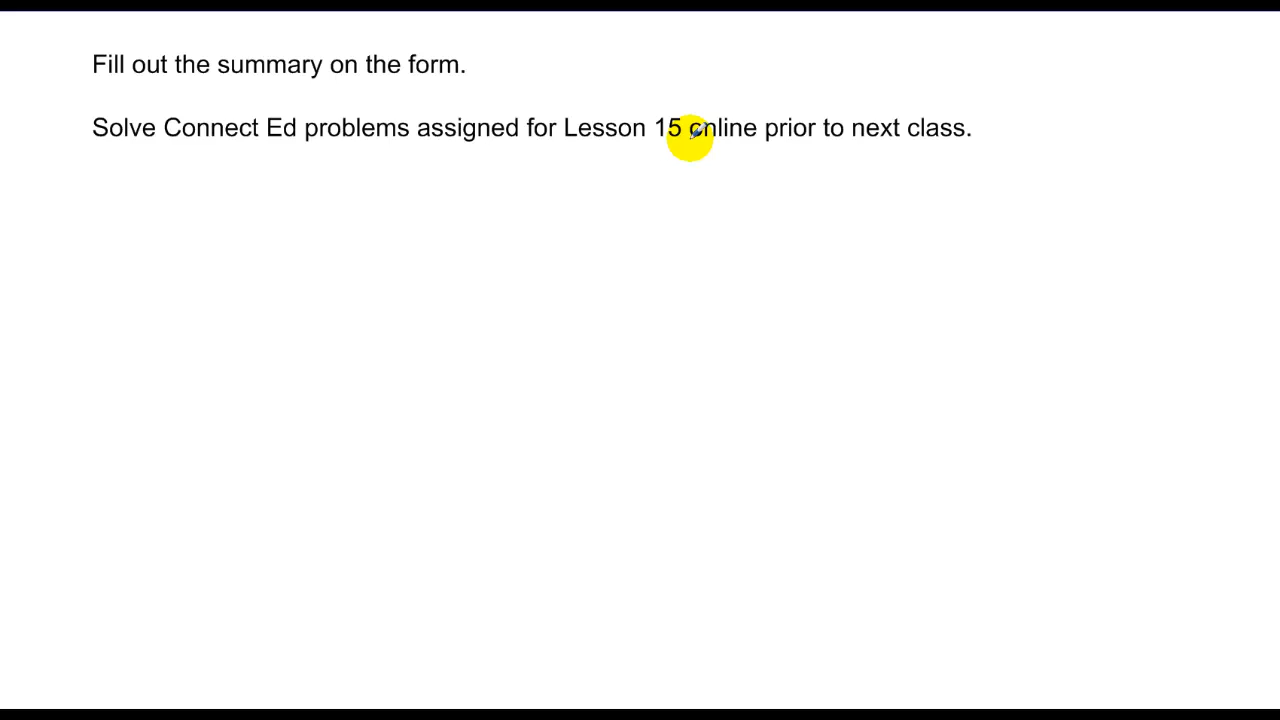 Fill out the summary on the form.
Solve Connect Ed problems assigned for Lesson 15 online prior to next class.